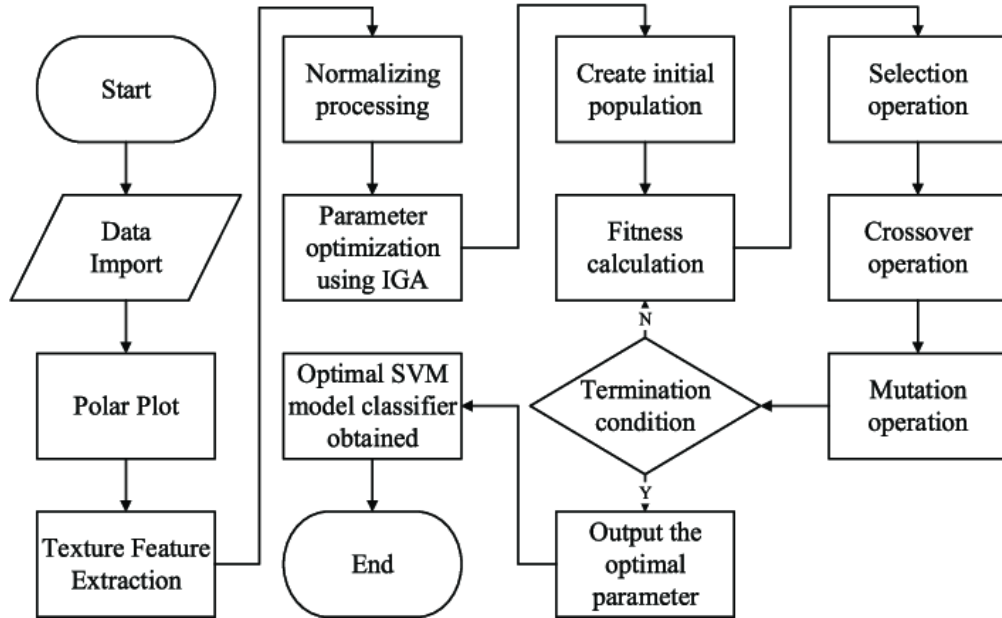 Start
Data
Import
Polar Plot
Texture Feature
Extraction
Normalizing
processing
Parameter
optimization
using IGA
Create initial
population
Fitness
calculation
Selection
operation
Crossover
operation
Mutation
operation
Termination
condition
N
Y
Output the
optimal
parameter
Optimal SVM
model classifier
obtained
End